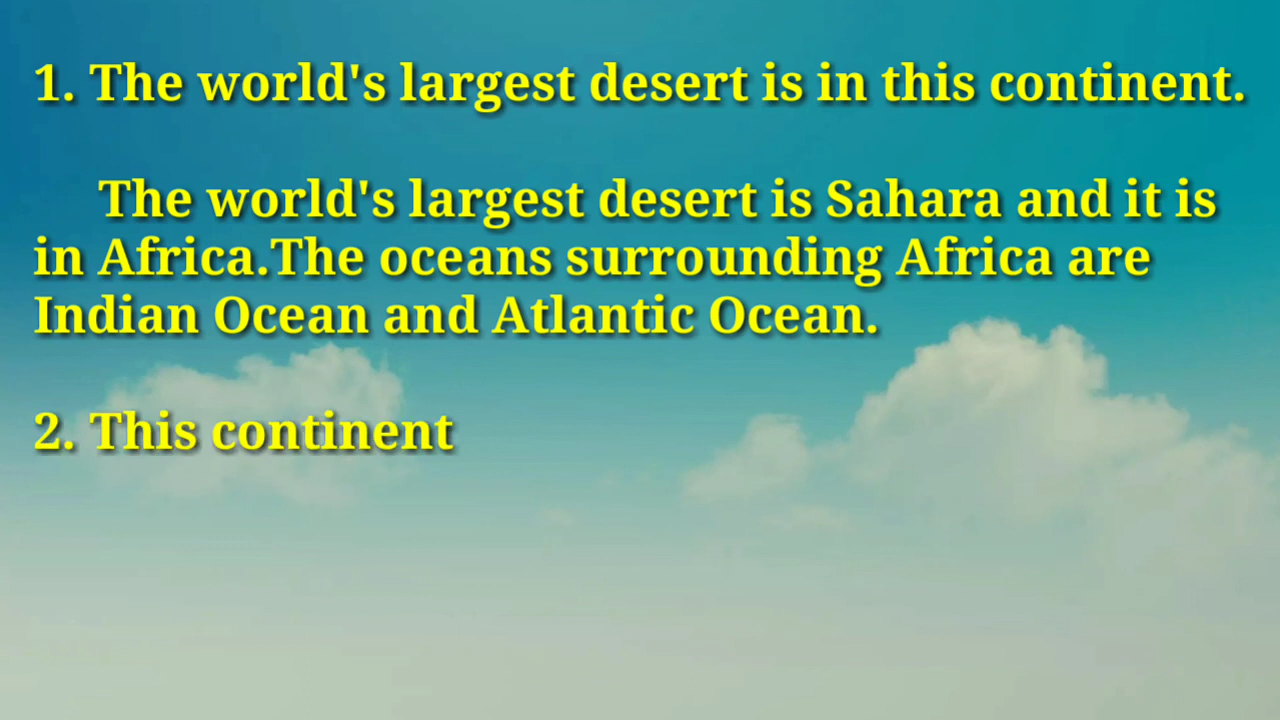 1. The world's largest desert is in this continent.
The world's largest desert is Sahara and it is
in Africa.The oceans surrounding Africa are
Indian Ocean and Atlantic Ocean.
2. This continent